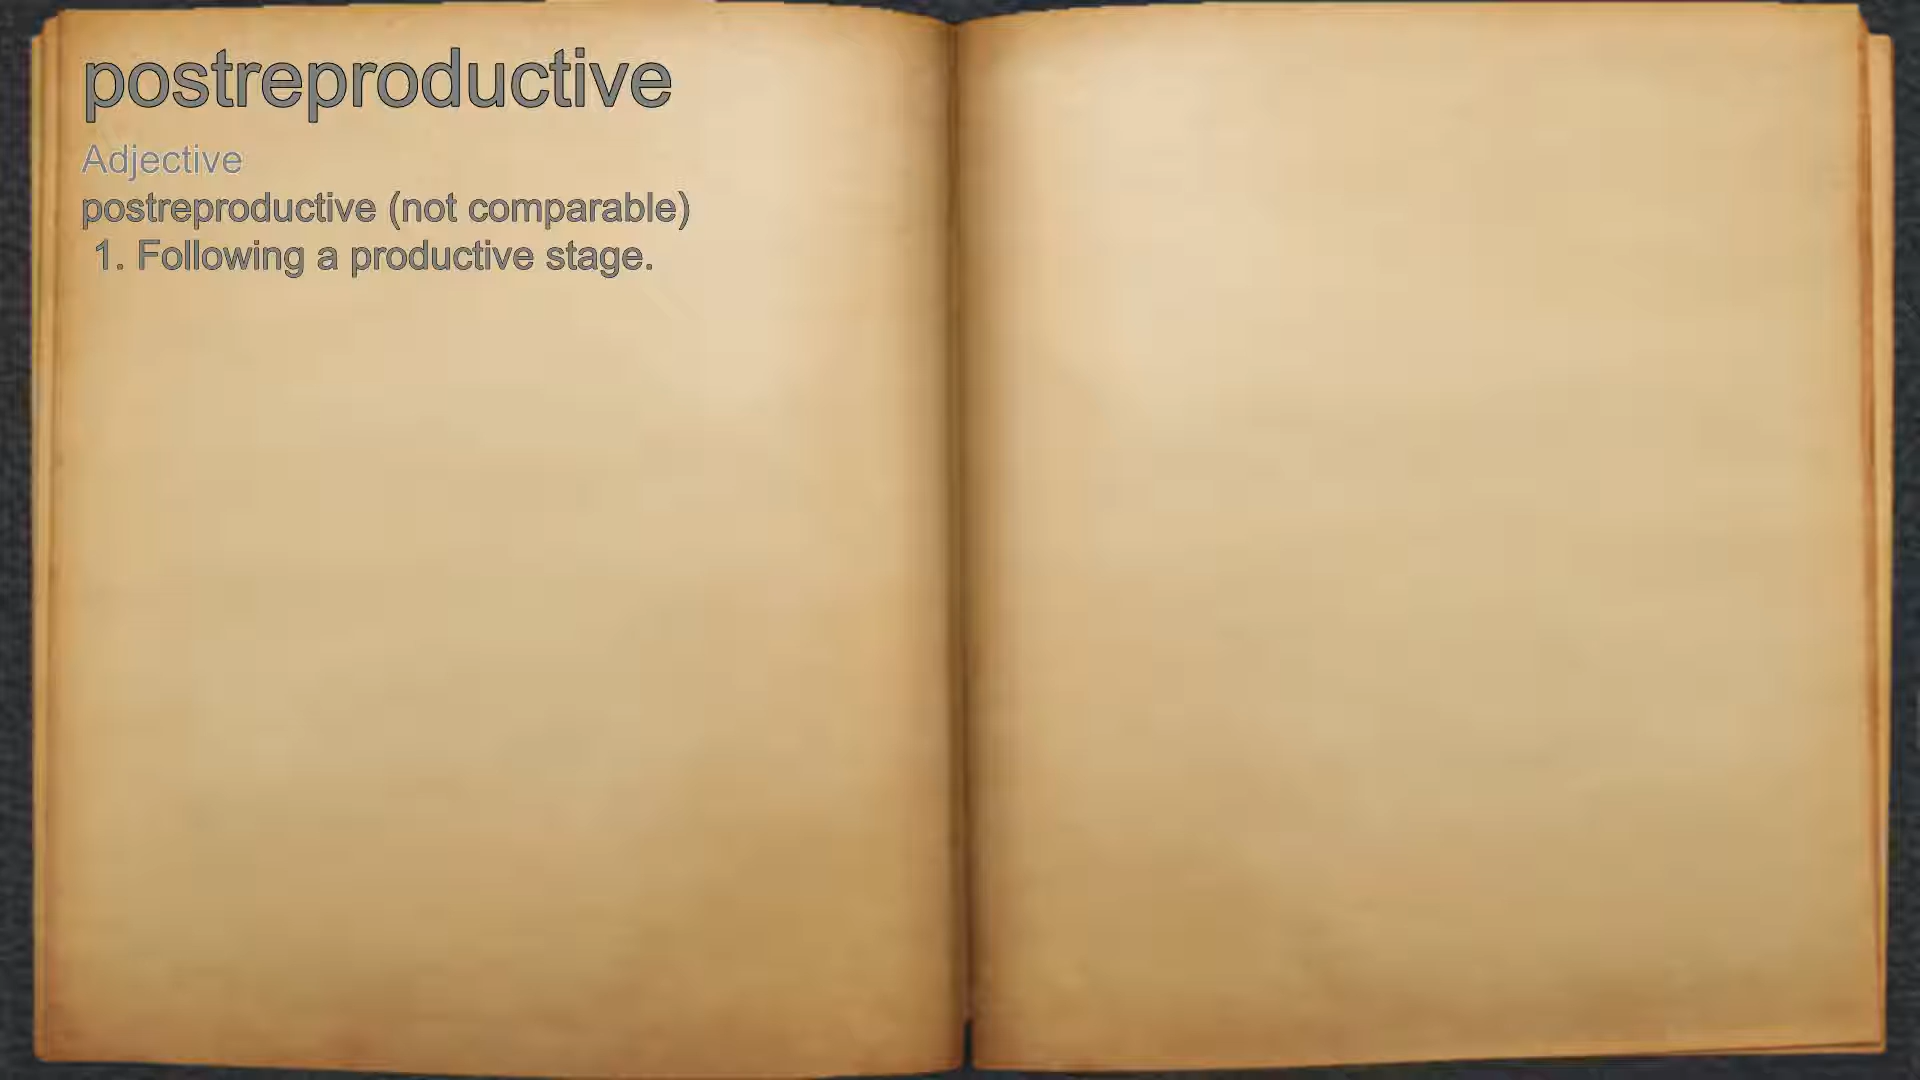 postreproductive
Adjective
postreproductive (not comparable)
1. Following a productive stage.